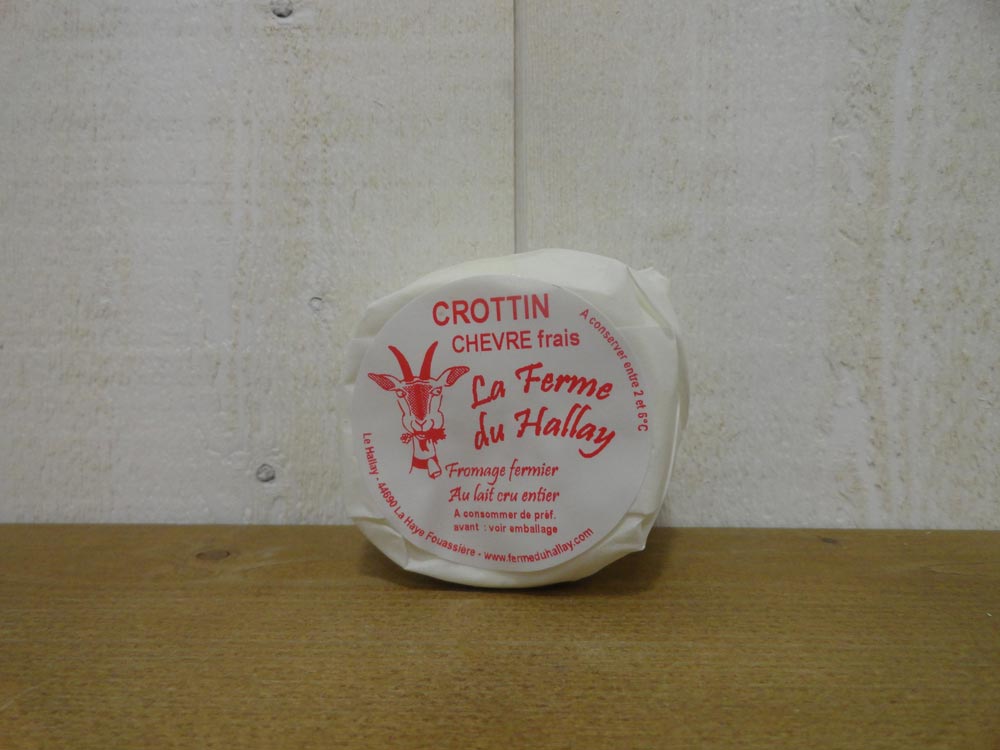 CROTTIN
CHEVRE frais
A conserver entre 2 et 6°C
La Ferme
du Hallay
Fromage fermier
Au lait cru entier
A consommer de préf.
avant : voir emballage
Le Hallay - 44690 La Haye Fouassière - www.fermeduhallay.com